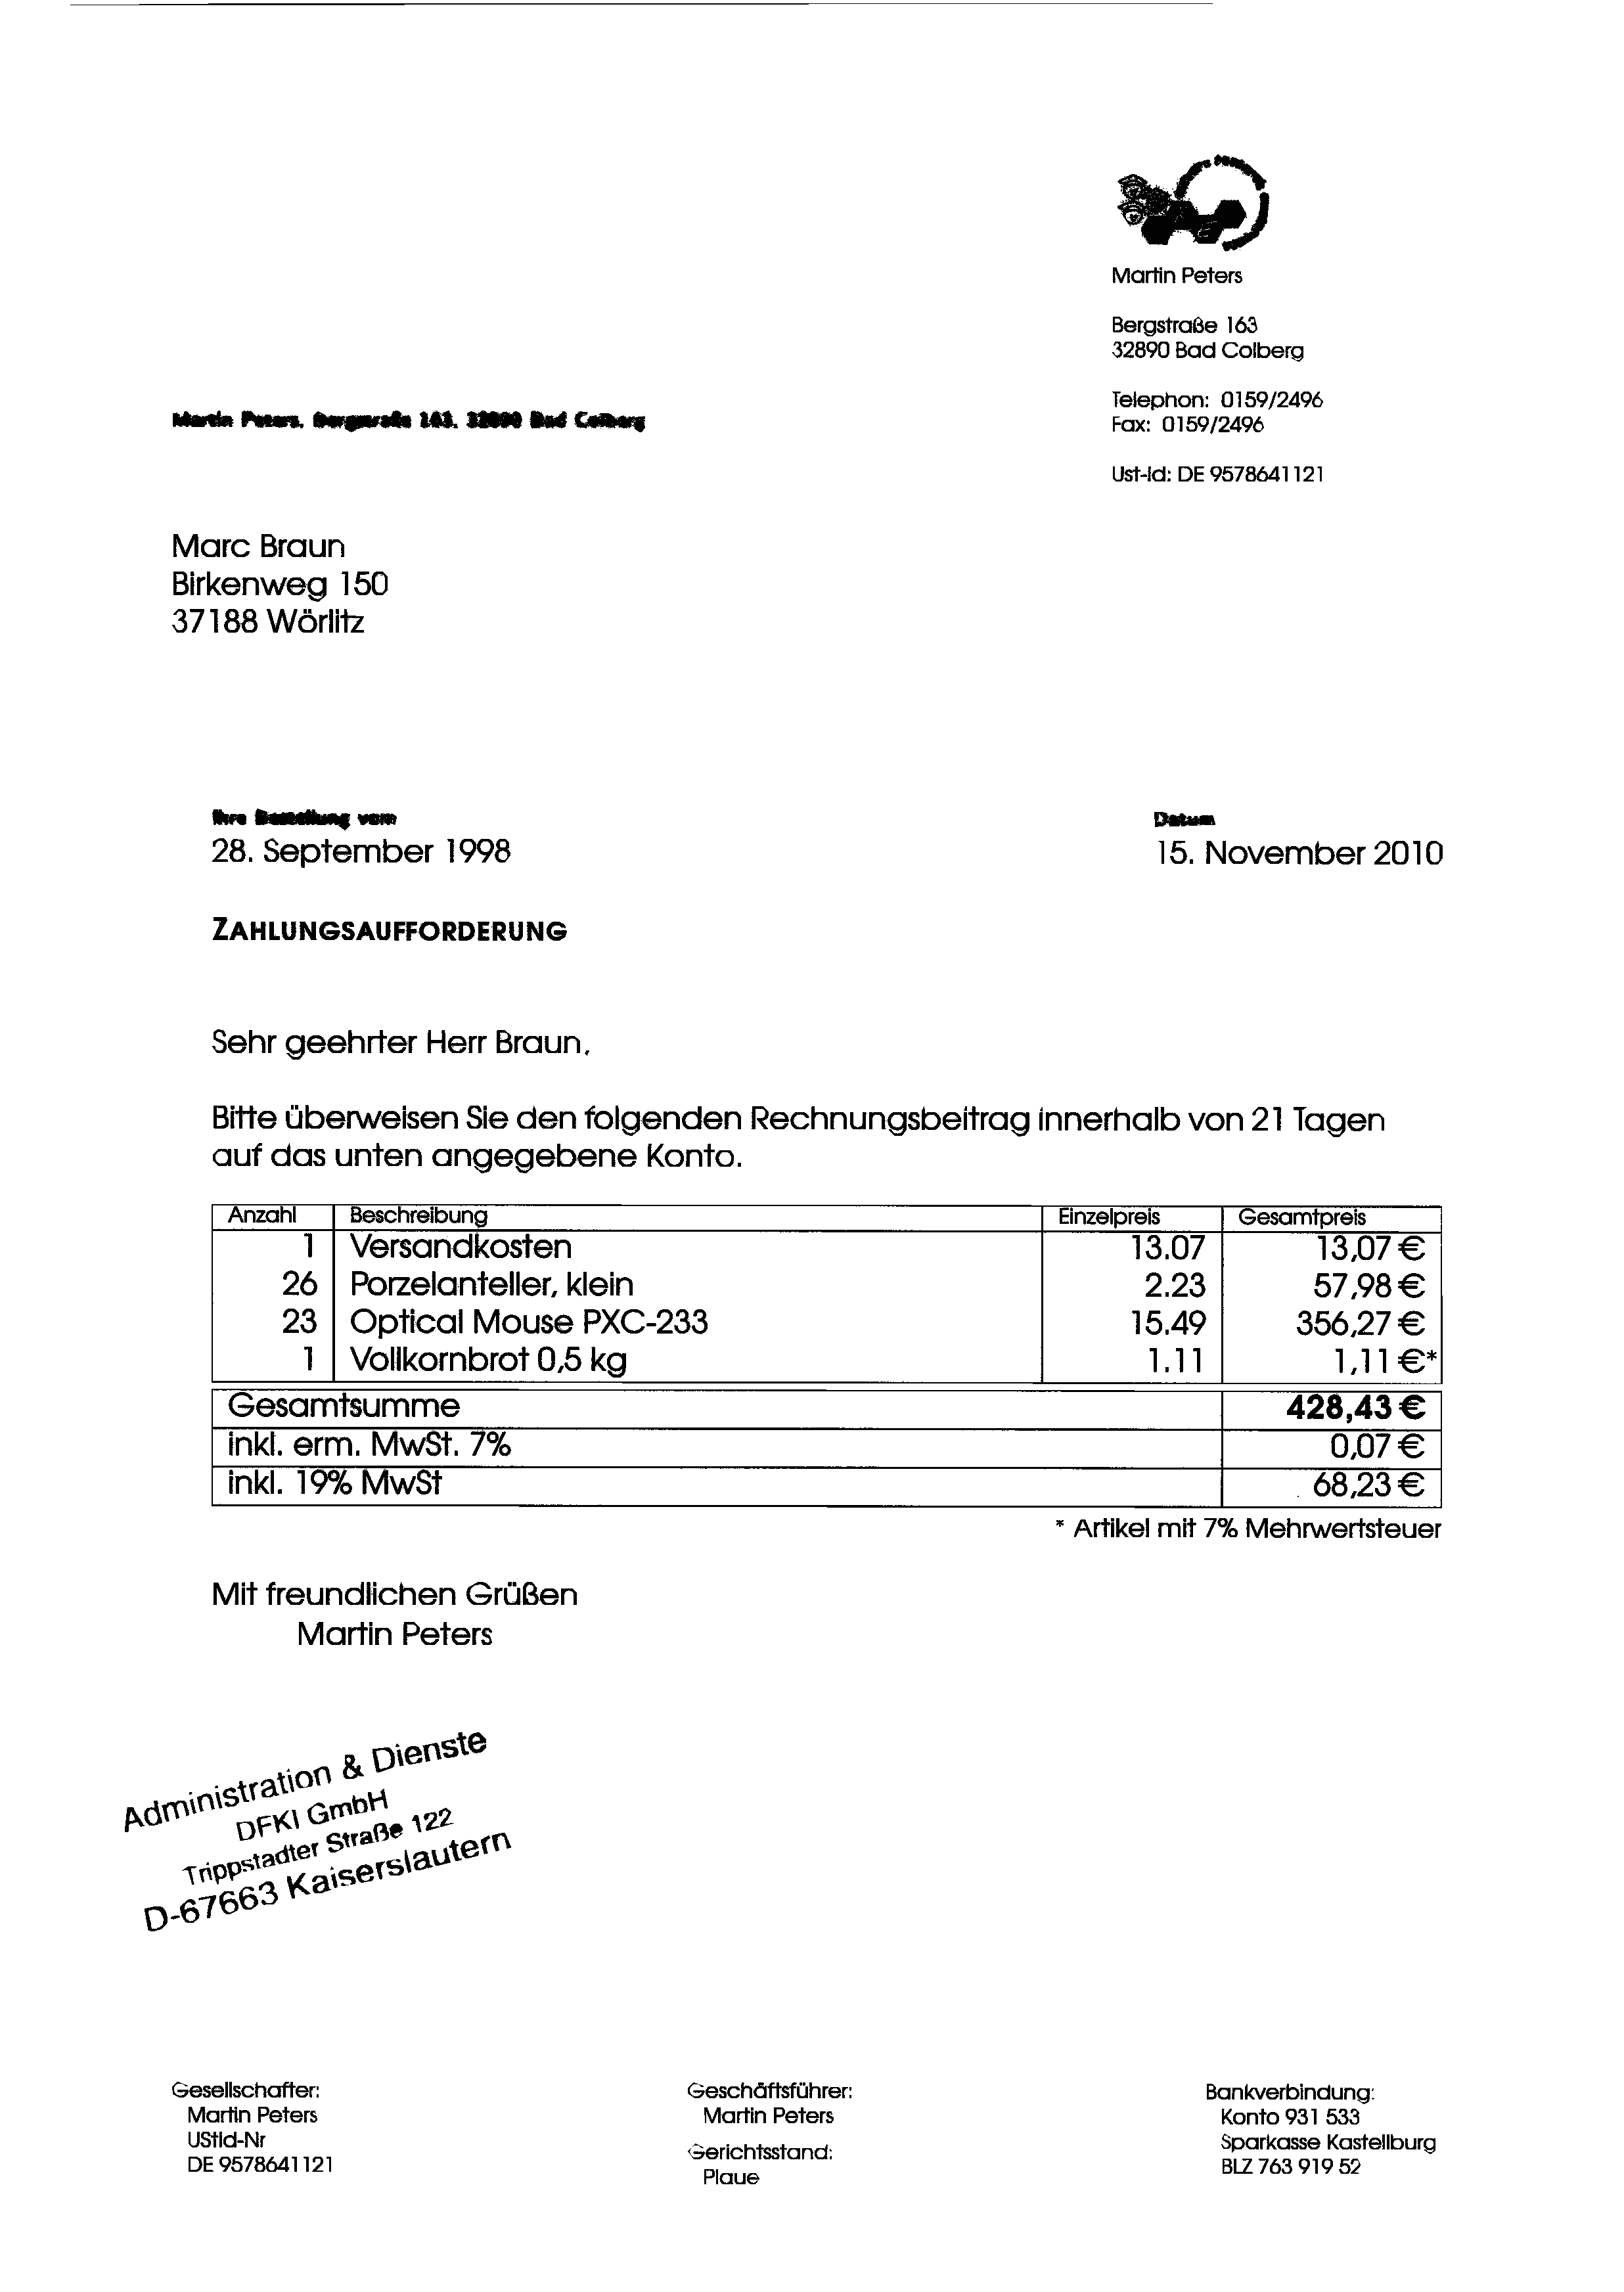 Martin Peters
Bergstraße 163
32890 Bad Colberg
Telephon: 0159/2496
Fax: 0159/2496
Ust-Id: DE 9578641121
Martin Peters, Bergstraße 163, 32890 Bad Colberg
Marc Braun
Birkenweg 150
37188 Wörlitz
Ihre Bestellung vom
28. September 1998
Datum
15. November 2010
ZAHLUNGSAUFFORDERUNG
Sehr geehrter Herr Braun,
Bitte überweisen Sie den folgenden Rechnungsbeitrag innerhalb von 21 Tagen
auf das unten angegebene Konto.
Anzahl Beschreibung Einzelpreis Gesamtpreis
1 Versandkosten 13.07 13,07 €
26 Porzelanteller, klein 2.23 57,98 €
23 Optical Mouse PXC-233 15.49 356,27 €
1 Vollkornbrot 0,5 kg 1.11 1,11 €*
Gesamtsumme 428,43 €
inkl. erm. MwSt. 7% 0,07 €
inkl. 19% MwSt 68,23 €
* Artikel mit 7% Mehrwertsteuer
Mit freundlichen Grüßen
Martin Peters
Administration & Dienste
DFKI GmbH
Trippstadter Straße 122
D-67663 Kaiserslautern
Gesellschafter:
Martin Peters
UStId-Nr
DE 9578641121
Geschäftsführer:
Martin Peters
Gerichtsstand:
Plaue
Bankverbindung:
Konto 931 533
Sparkasse Kastellburg
BLZ 763 919 52